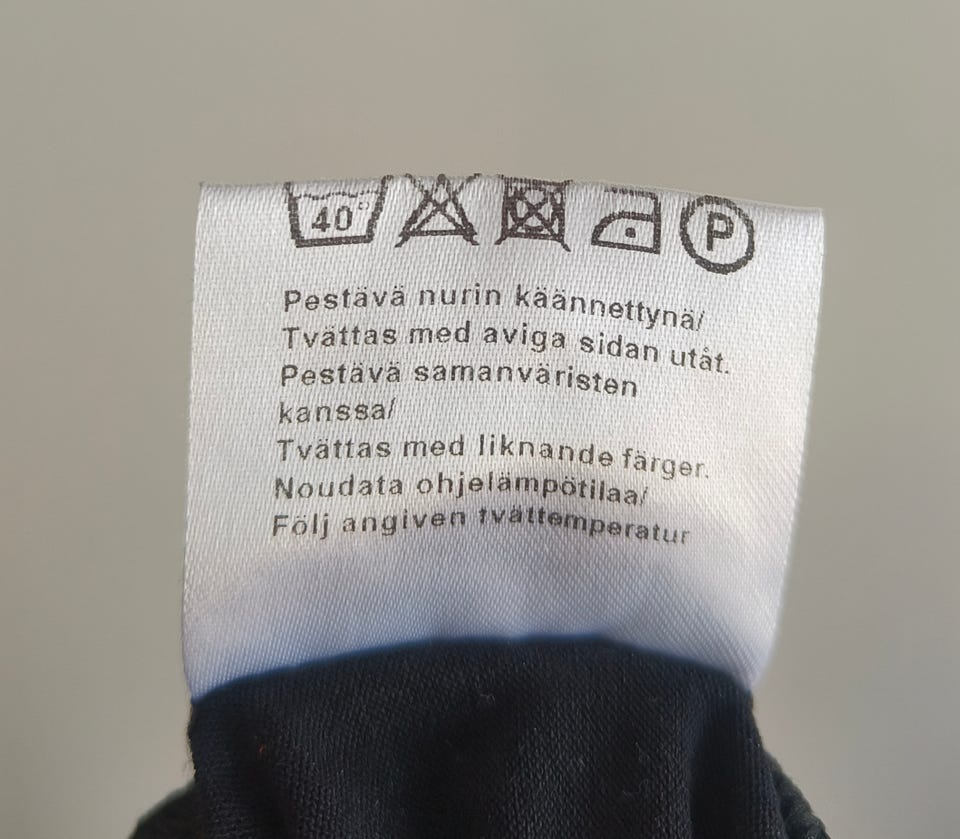 40°
P
Pestävä nurin käännettynä/
Tvättas med aviga sidan utåt.
Pestävä samanväristen
kanssa/
Tvättas med liknande färger.
Noudata ohjelämpötilaa/
Följ angiven tvättemperatur